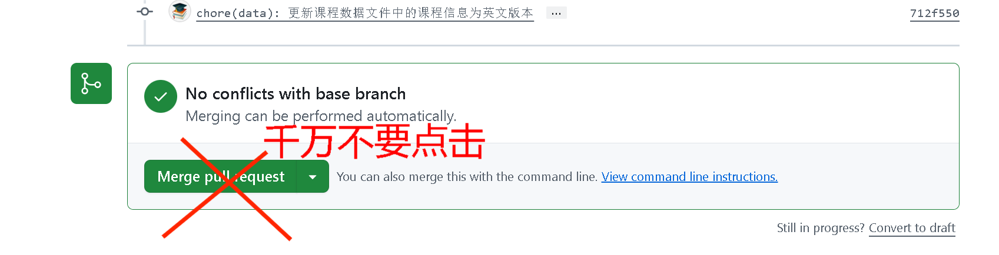 chore(data): 更新课程数据文件中的课程信息为英文版本 ...
712f550
No conflicts with base branch
Merging can be performed automatically.
千万不要点击
Merge pull request
You can also merge this with the command line. View command line instructions.
Still in progress? Convert to draft